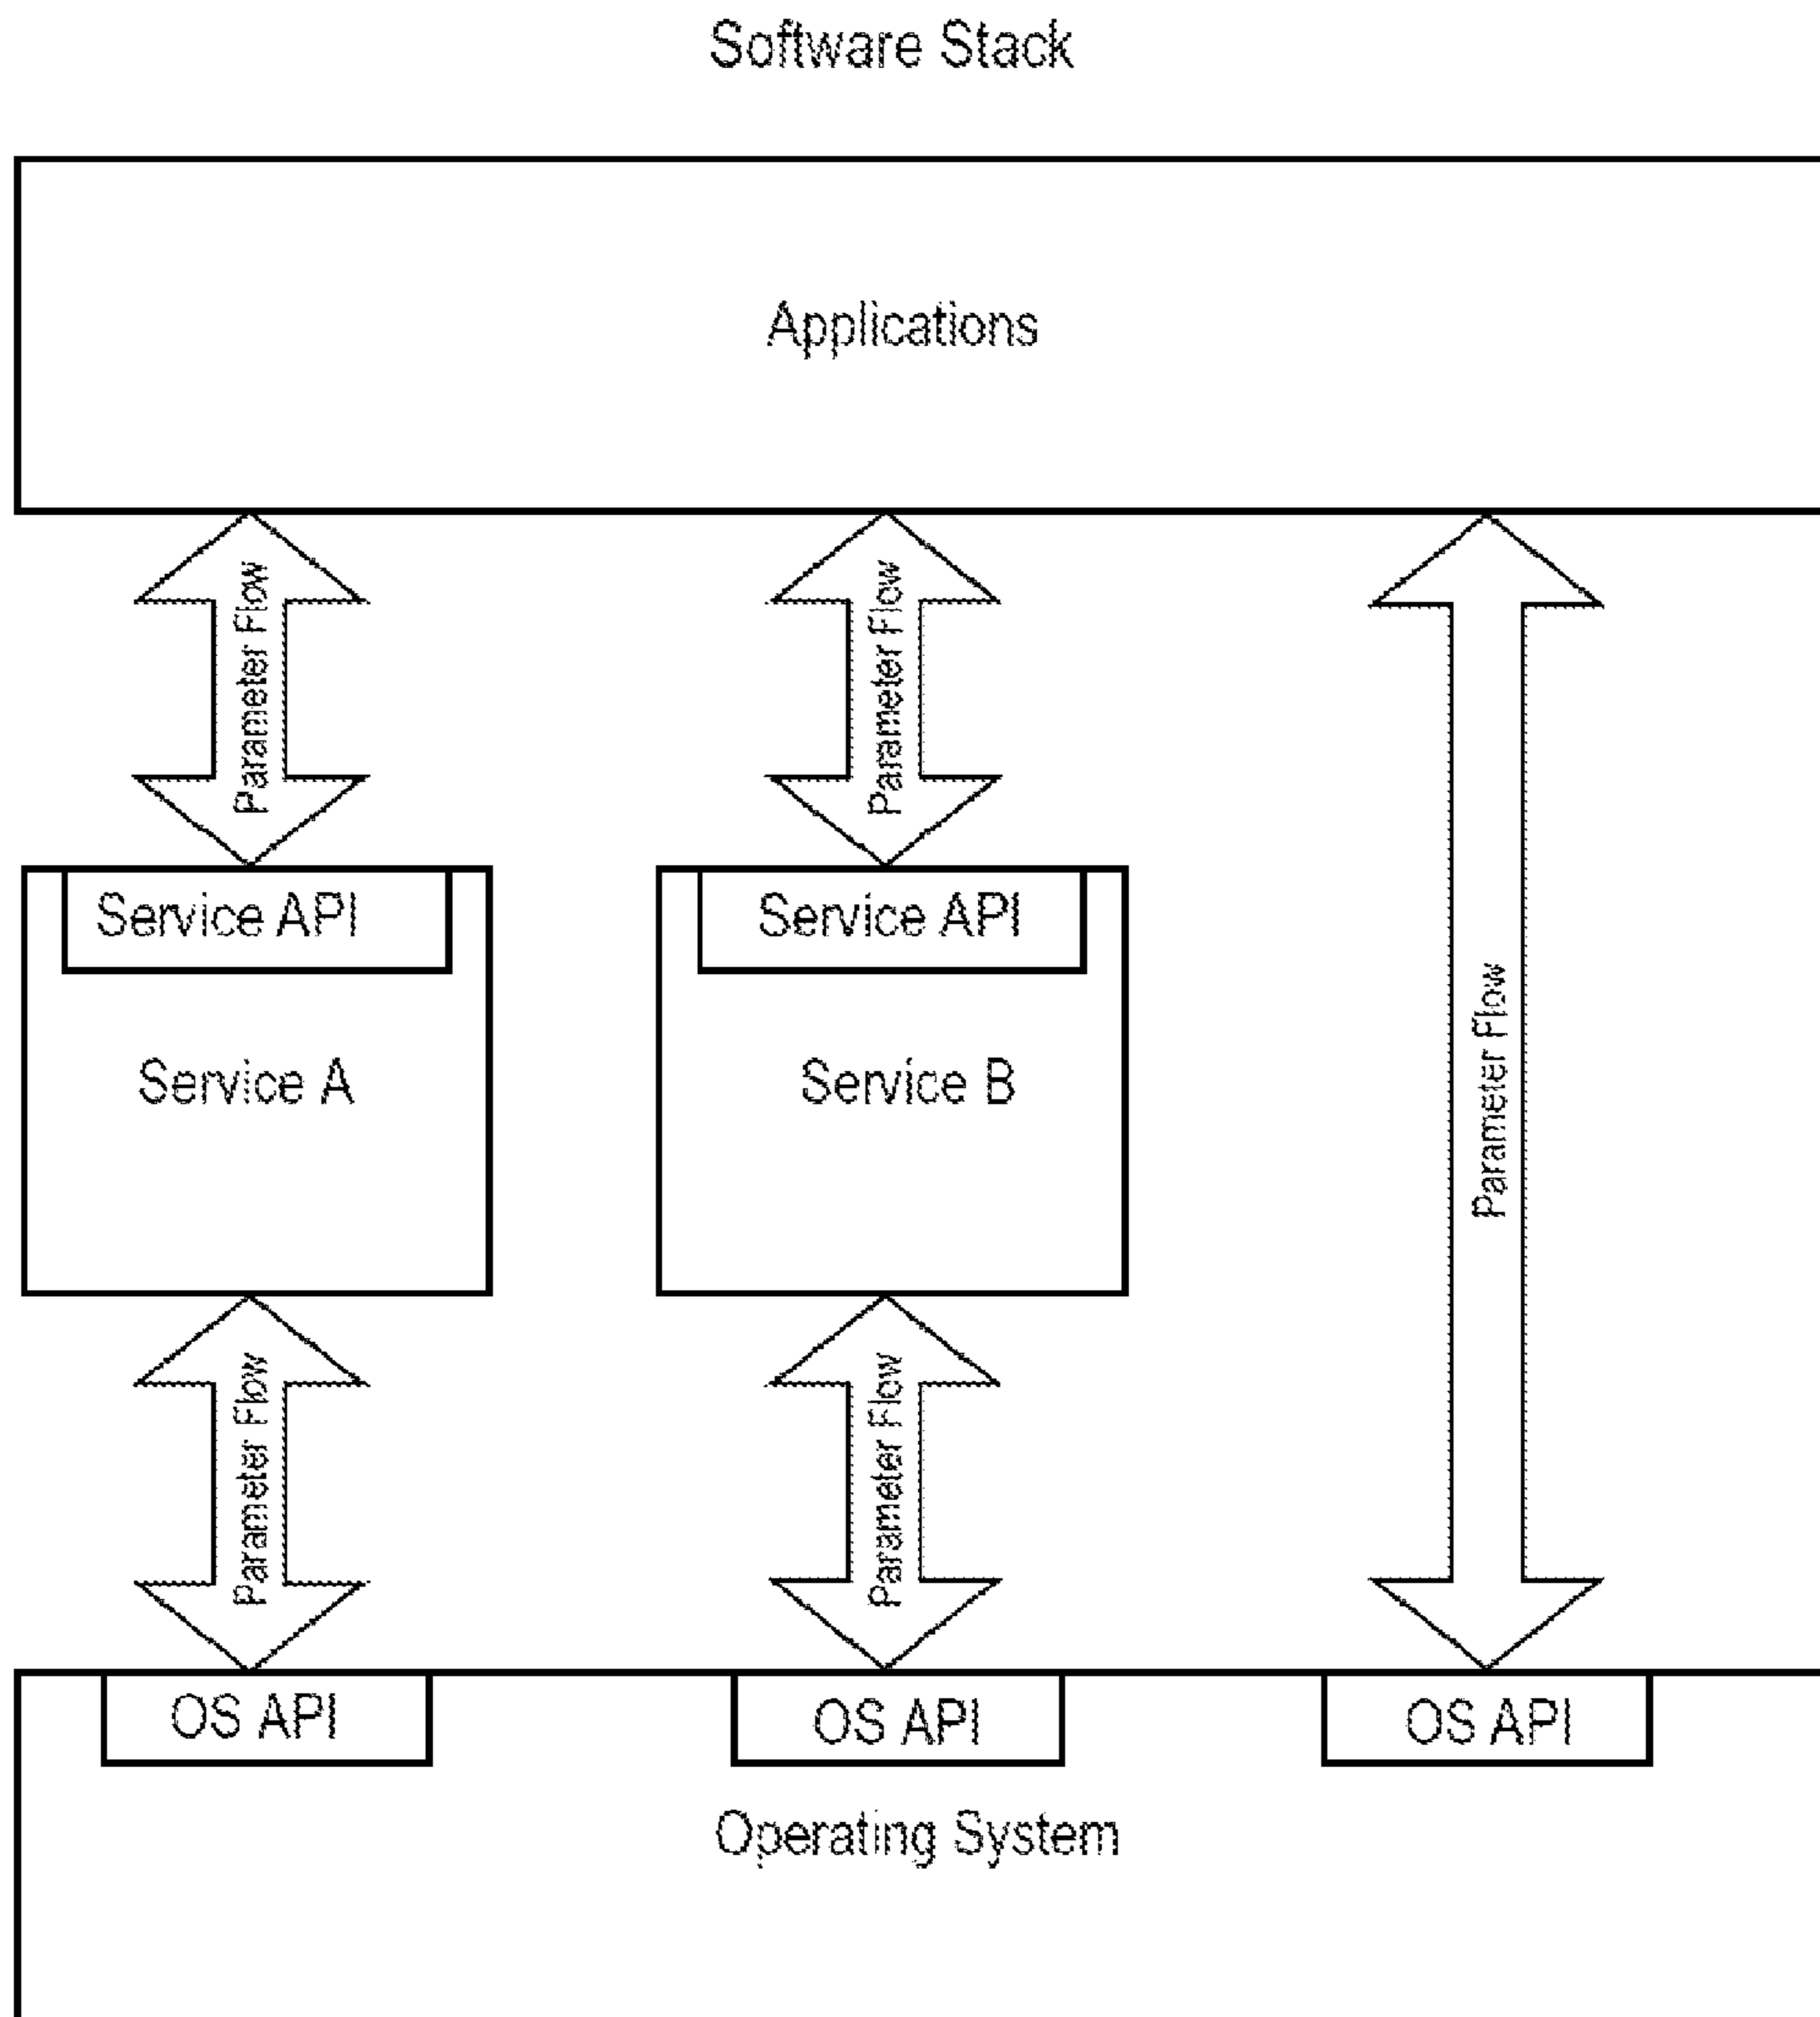 Software Stack
Applications
Parameter Flow
Parameter Flow
Parameter Flow
Service API
Service API
Service A
Service B
Parameter Flow
Parameter Flow
OS API
OS API
OS API
Operating System